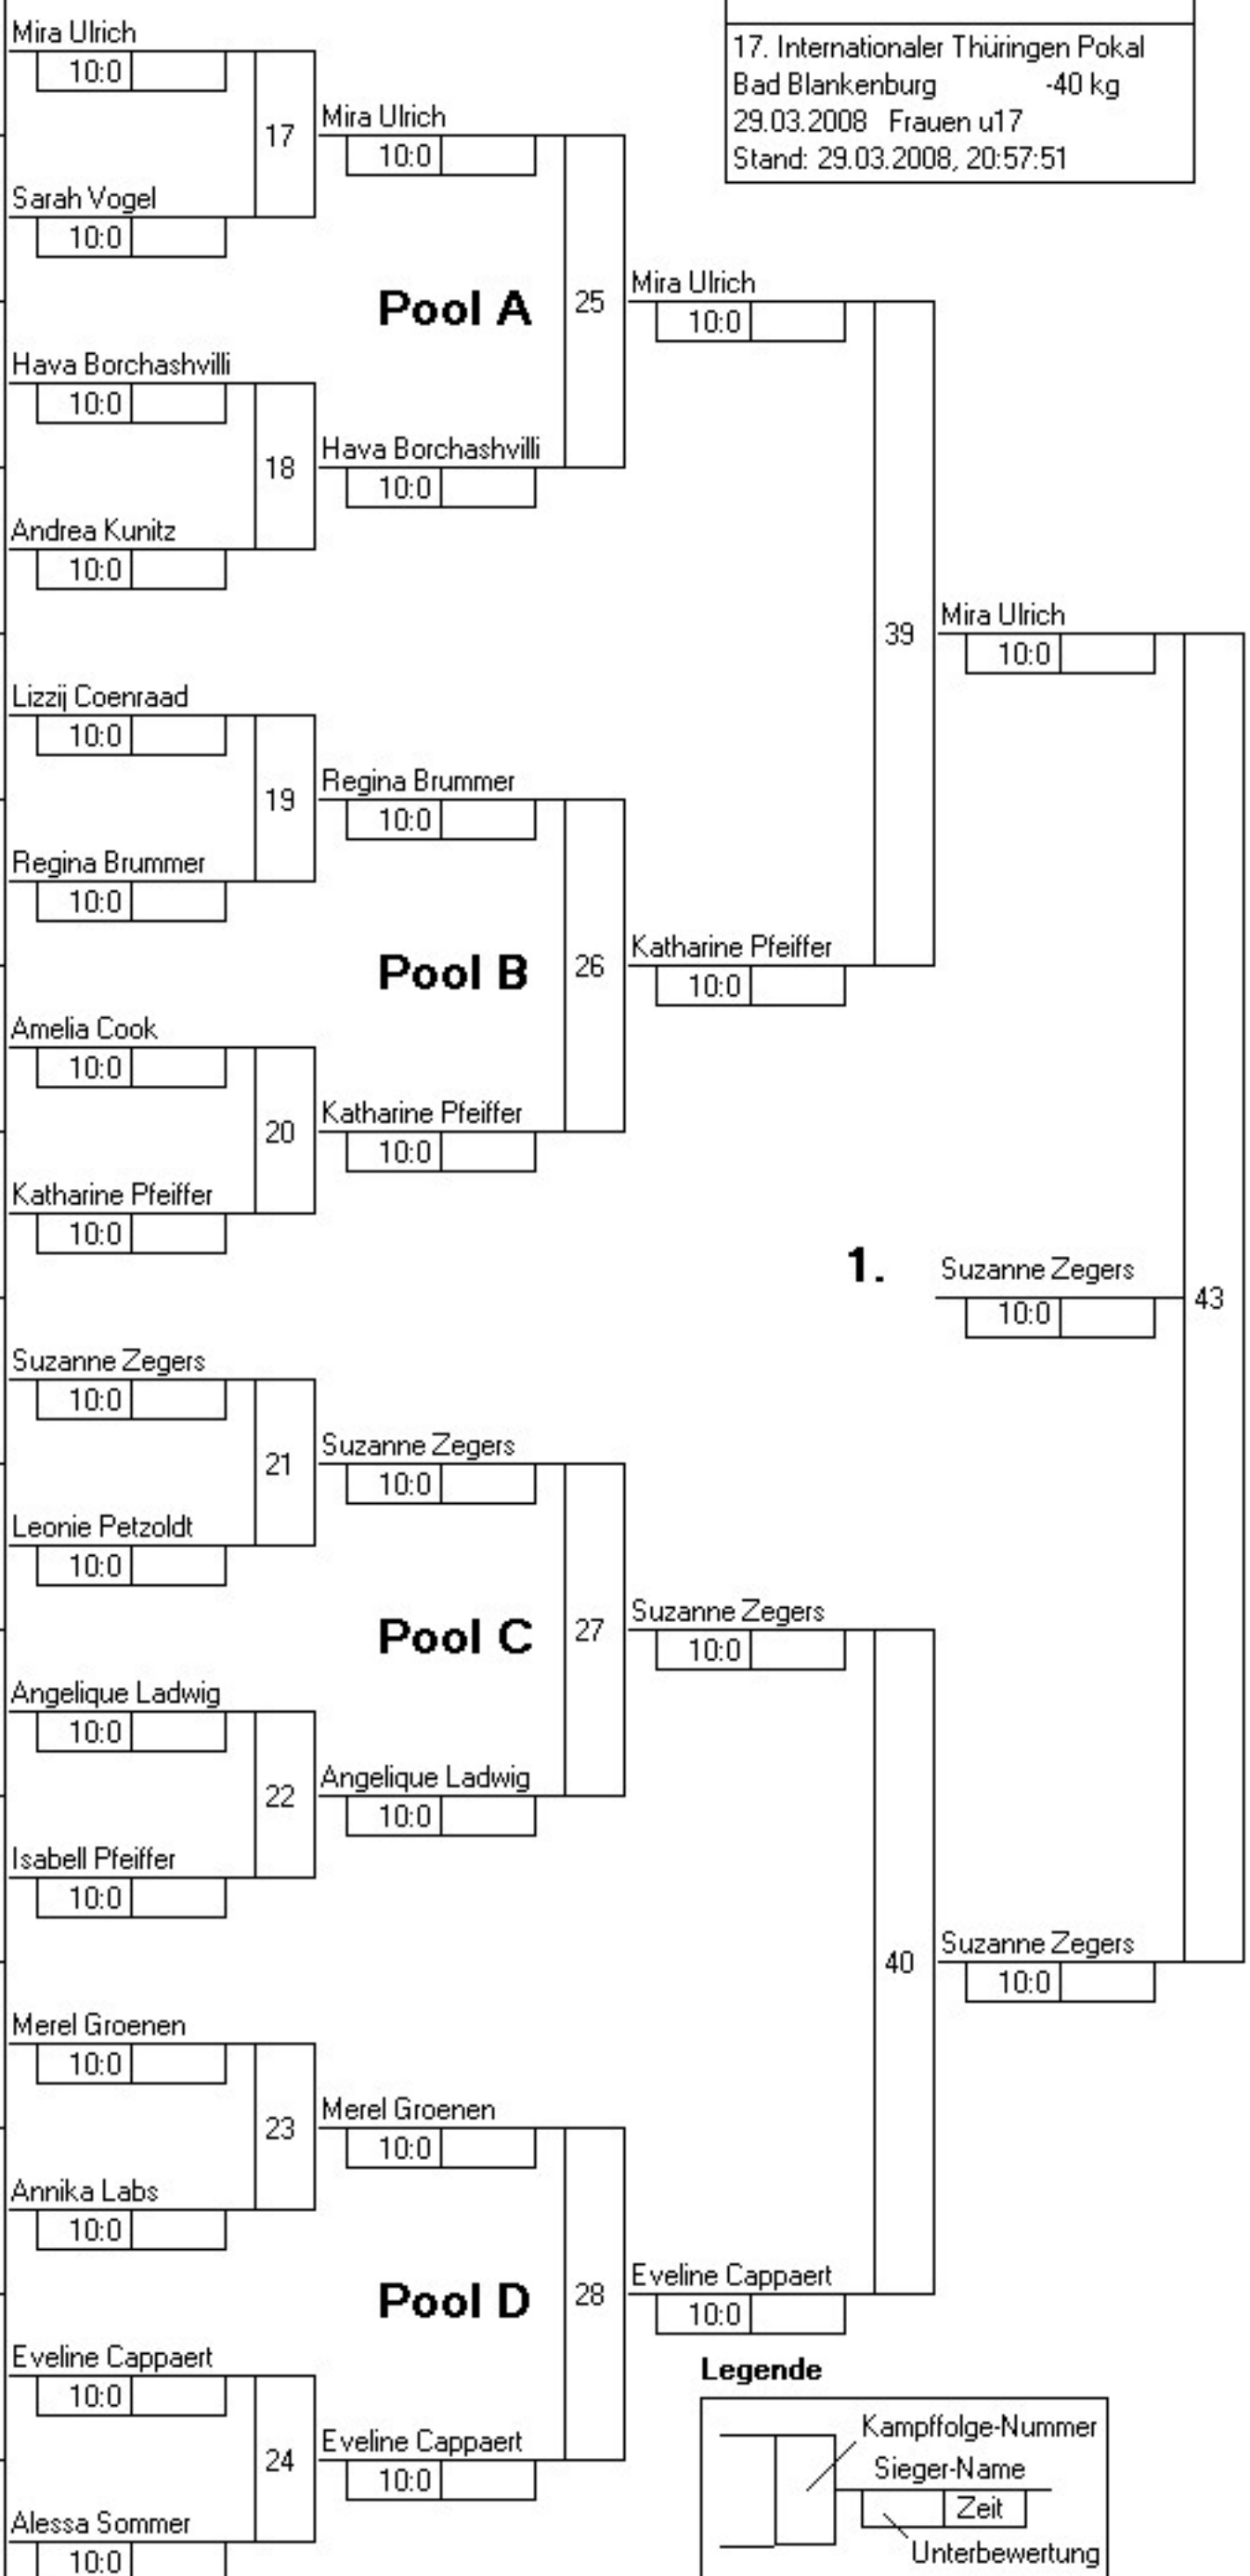 Mira Ulrich
10:0
17
Sarah Vogel
10:0
Hava Borchashvilli
10:0
18
Andrea Kunitz
10:0
Lizzij Coenraad
10:0
19
Regina Brummer
10:0
Amelia Cook
10:0
20
Katharine Pfeiffer
10:0
Suzanne Zegers
10:0
21
Leonie Petzoldt
10:0
Angelique Ladwig
10:0
22
Isabell Pfeiffer
10:0
Merel Groenen
10:0
23
Annika Labs
10:0
Eveline Cappaert
10:0
24
Alessa Sommer
10:0
Mira Ulrich
10:0
Pool A
25
Hava Borchashvilli
10:0
Regina Brummer
10:0
Pool B
26
Katharine Pfeiffer
10:0
Suzanne Zegers
10:0
Pool C
27
Angelique Ladwig
10:0
Merel Groenen
10:0
Pool D
28
Eveline Cappaert
10:0
17. Internationaler Thüringen Pokal
Bad Blankenburg -40 kg
29.03.2008 Frauen u17
Stand: 29.03.2008, 20:57:51
Mira Ulrich
10:0
39
Katharine Pfeiffer
10:0
Suzanne Zegers
10:0
40
Eveline Cappaert
10:0
Mira Ulrich
10:0
1. Suzanne Zegers
10:0
43
Suzanne Zegers
10:0
Legende
Kampffolge-Nummer
Sieger-Name
Zeit
Unterbewertung